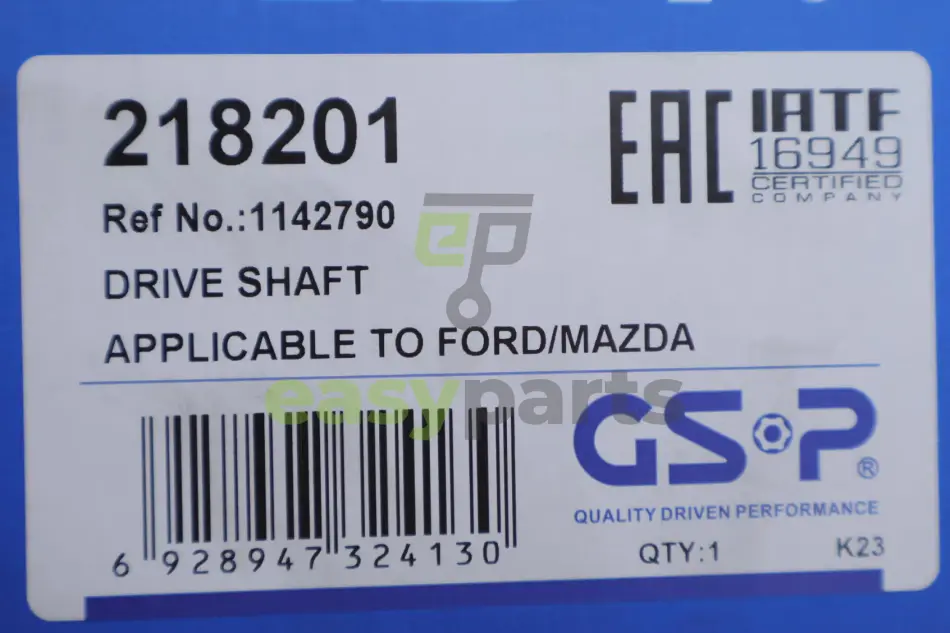 218201
Ref No.:1142790
DRIVE SHAFT
APPLICABLE TO FORD/MAZDA
EAC
IATF
16949
CERTIFIED
COMPANY
ep
easyparts
GSP®
QUALITY DRIVEN PERFORMANCE
6 928947 324130
QTY:1
K23